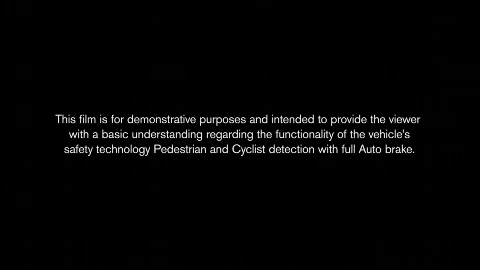 This film is for demonstrative purposes and intended to provide the viewer
with a basic understanding regarding the functionality of the vehicle's
safety technology Pedestrian and Cyclist detection with full Auto brake.